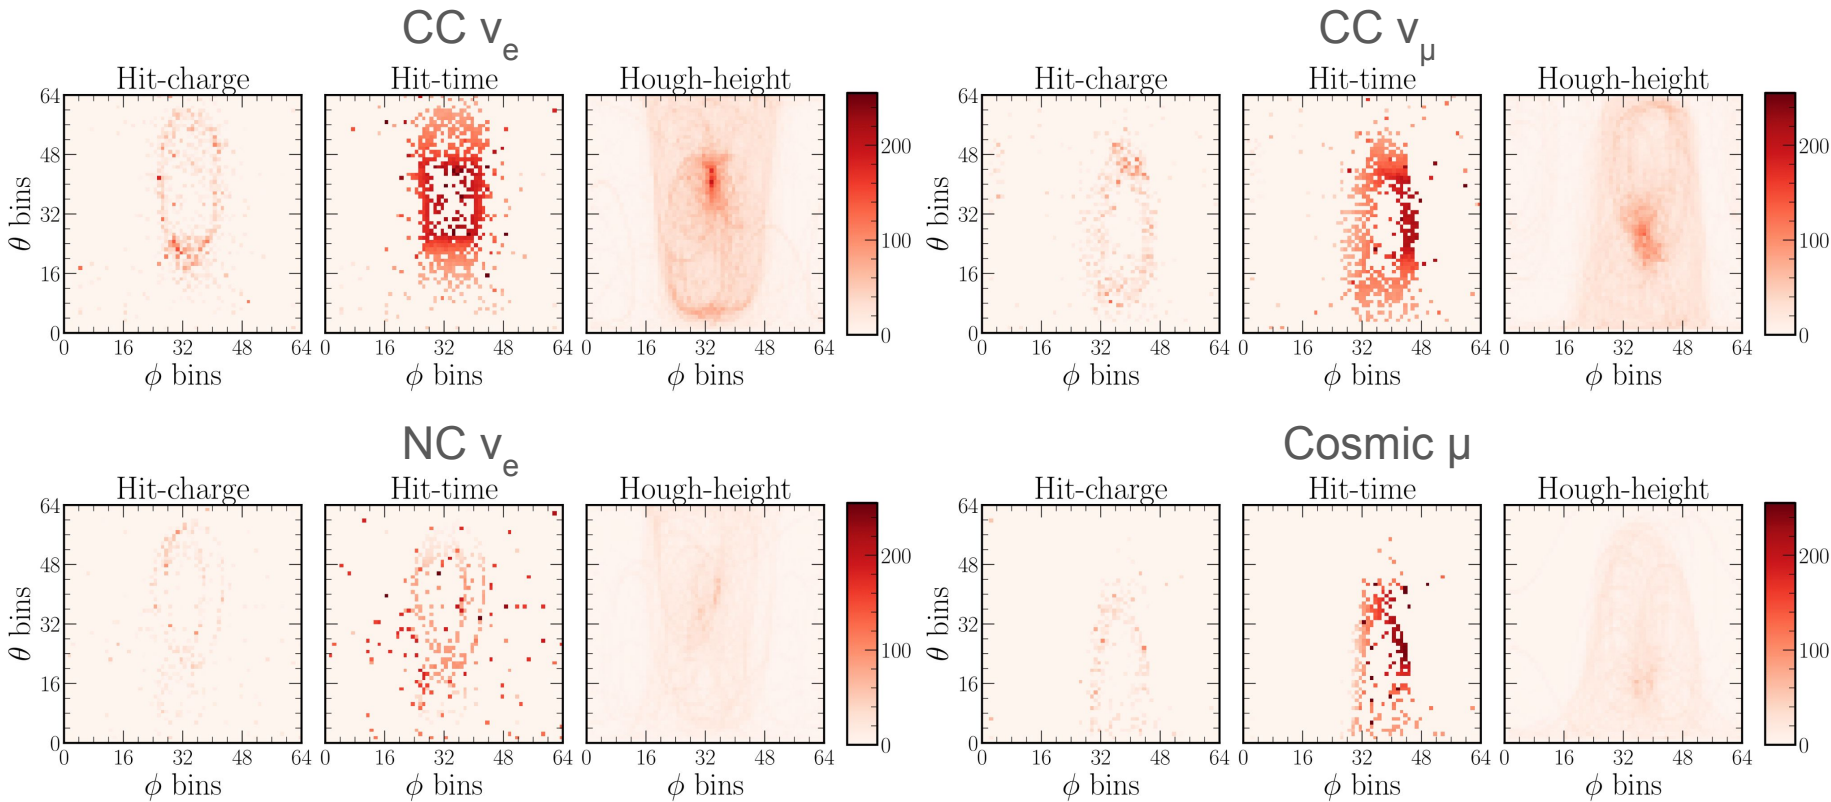 CC νe
CC νμ
Hit-charge Hit-time Hough-height
Hit-charge Hit-time Hough-height
64
48
32
16
0
θ bins
0 16 32 48 64
0 16 32 48 64
0 16 32 48 64
φ bins φ bins φ bins
200
100
0
64
48
32
16
0
θ bins
0 16 32 48 64
0 16 32 48 64
0 16 32 48 64
φ bins φ bins φ bins
200
100
0
NC νe
Cosmic μ
Hit-charge Hit-time Hough-height
Hit-charge Hit-time Hough-height
64
48
32
16
0
θ bins
0 16 32 48 64
0 16 32 48 64
0 16 32 48 64
φ bins φ bins φ bins
200
100
0
64
48
32
16
0
θ bins
0 16 32 48 64
0 16 32 48 64
0 16 32 48 64
φ bins φ bins φ bins
200
100
0